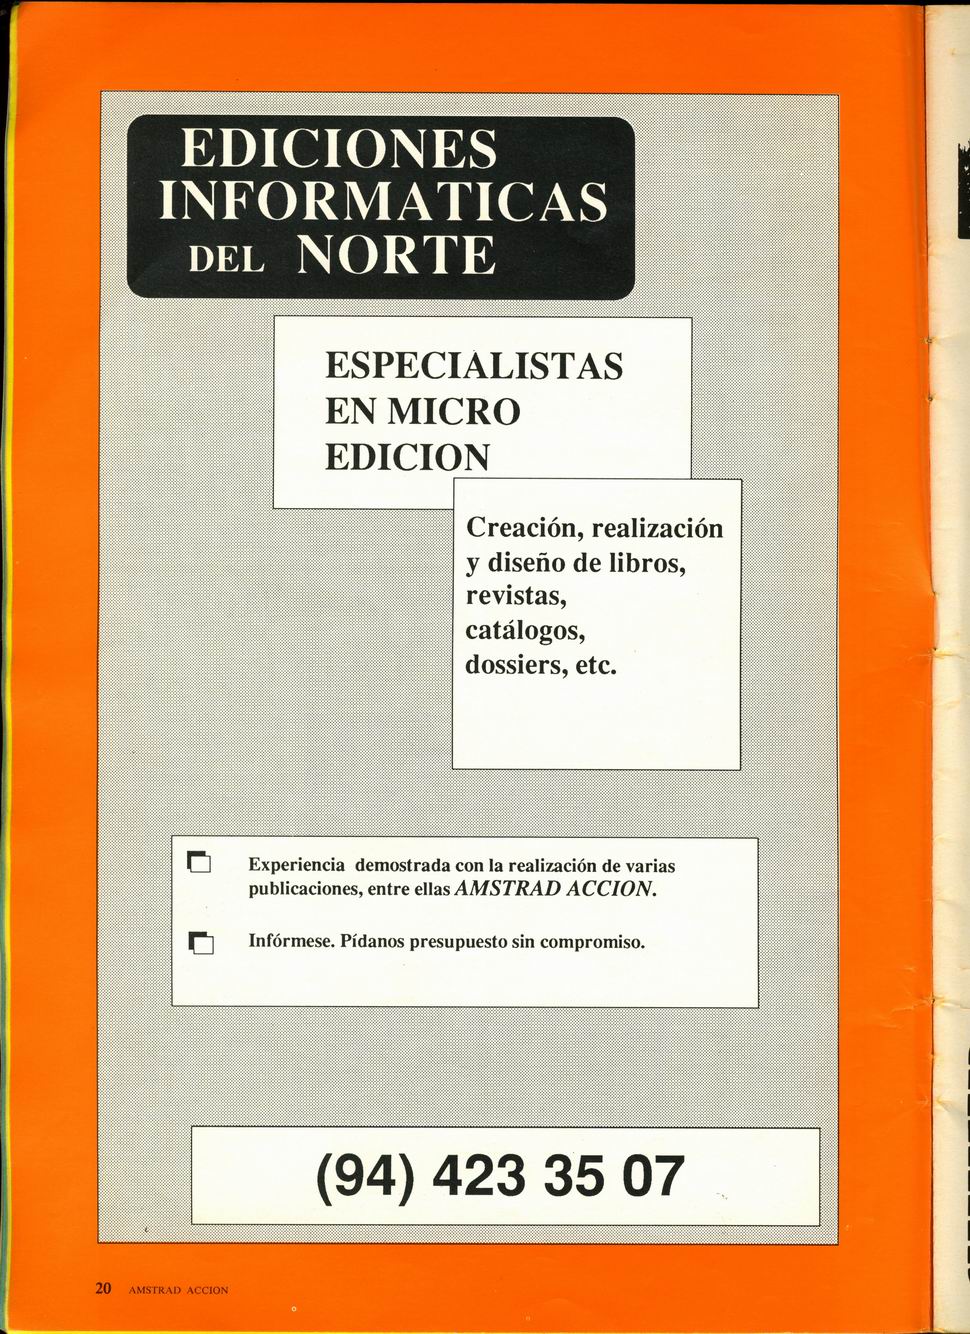 EDICIONES
INFORMATICAS
DEL NORTE
ESPECIALISTAS
EN MICRO
EDICION
Creación, realización
y diseño de libros,
revistas,
catálogos,
dossiers, etc.
Experiencia demostrada con la realización de varias
publicaciones, entre ellas AMSTRAD ACCION.
Infórmese. Pídanos presupuesto sin compromiso.
(94) 423 35 07
20 AMSTRAD ACCION